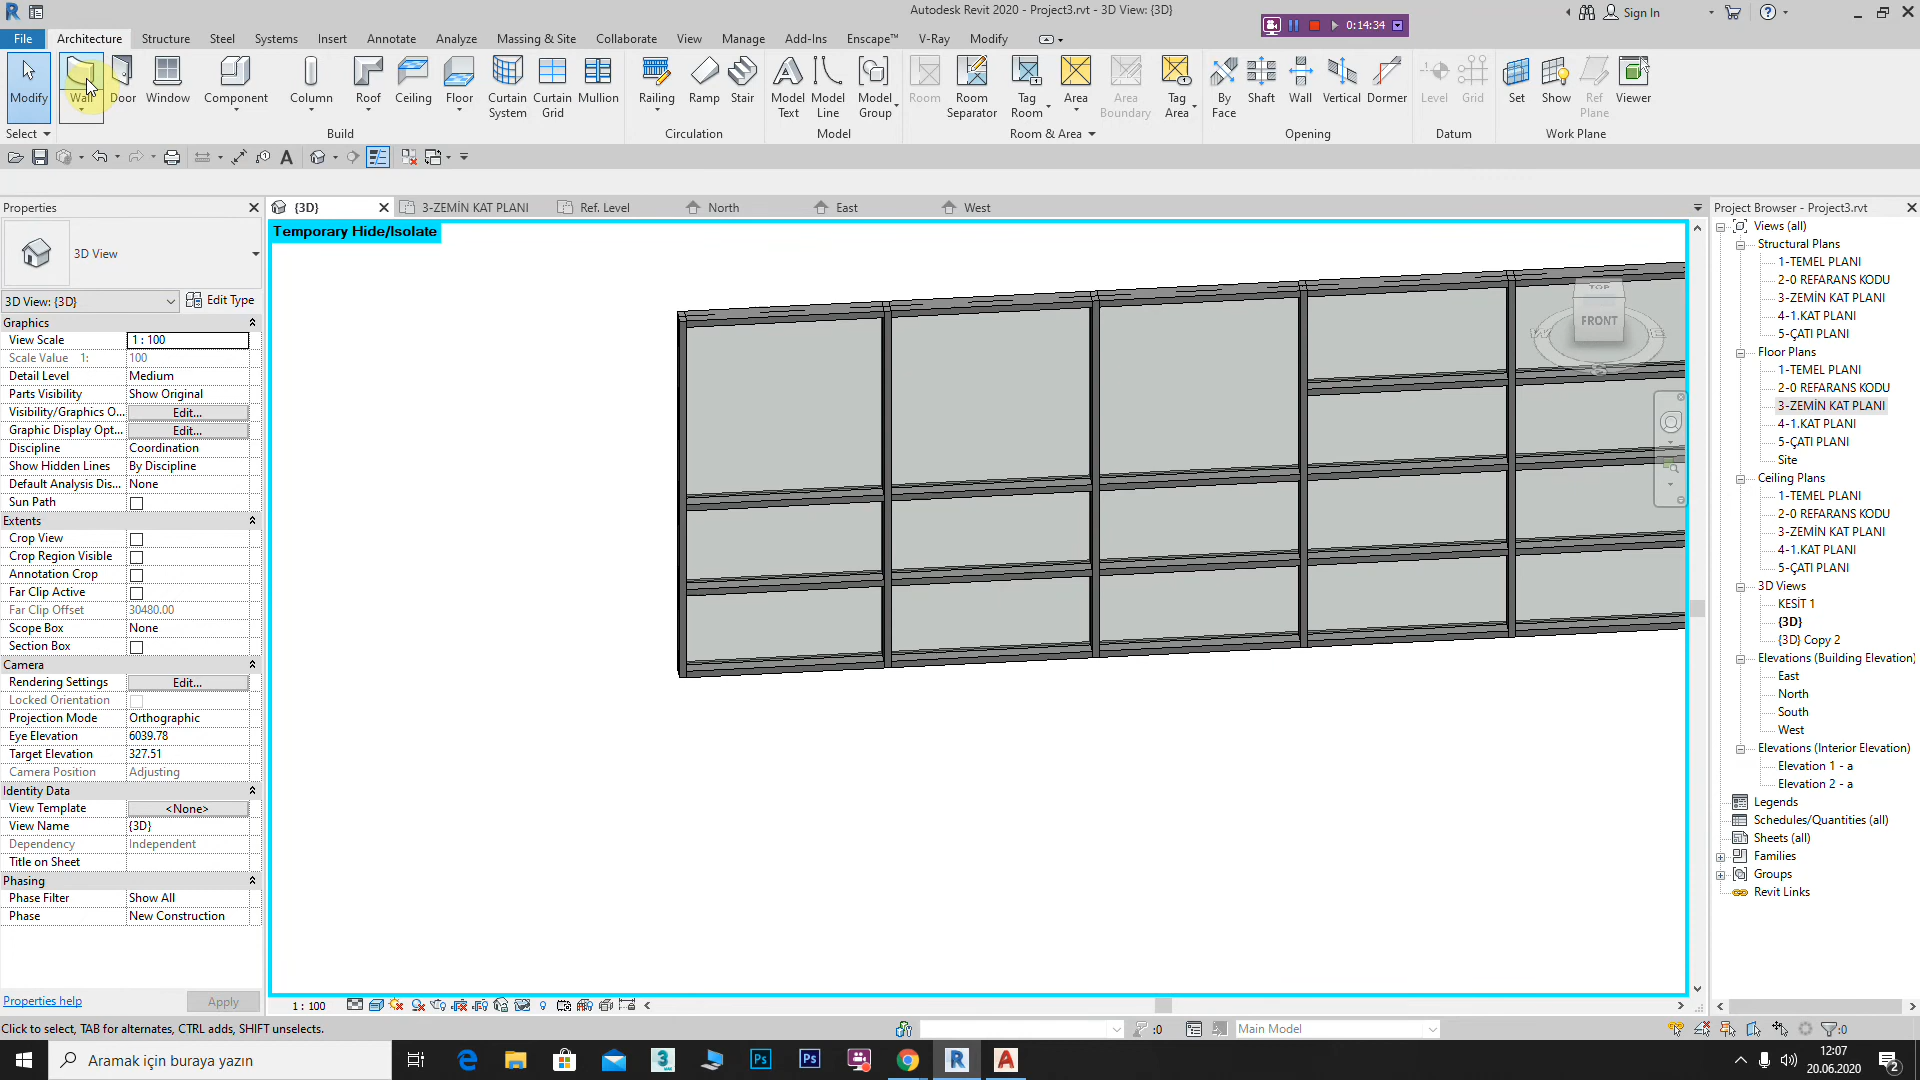 Autodesk Revit 2020 - Project3.rvt - 3D View: {3D}
0:14:34
Sign In
File Architecture Structure Steel Systems Insert Annotate Analyze Massing & Site Collaborate View Manage Add-Ins Enscape™ V-Ray Modify
Modify Wall Door Window Component Column Roof Ceiling Floor Curtain System Curtain Grid Mullion Railing Ramp Stair Model Text Model Line Model Group Room Room Separator Tag Room Area Area Boundary Tag Area By Face Shaft Wall Vertical Dormer Level Grid Set Show Ref Plane Viewer
Select Build Circulation Model Room & Area Opening Datum Work Plane
Properties
{3D} 3-ZEMİN KAT PLANI Ref. Level North East West
Project Browser - Project3.rvt
Temporary Hide/Isolate
3D View
3D View: {3D} Edit Type
Graphics
View Scale 1 : 100
Scale Value 1: 100
Detail Level Medium
Parts Visibility Show Original
Visibility/Graphics O... Edit...
Graphic Display Opt... Edit...
Discipline Coordination
Show Hidden Lines By Discipline
Default Analysis Dis... None
Sun Path
Extents
Crop View
Crop Region Visible
Annotation Crop
Far Clip Active
Far Clip Offset 30480.00
Scope Box None
Section Box
Camera
Rendering Settings Edit...
Locked Orientation
Projection Mode Orthographic
Eye Elevation 6039.78
Target Elevation 327.51
Camera Position Adjusting
Identity Data
View Template <None>
View Name {3D}
Dependency Independent
Title on Sheet
Phasing
Phase Filter Show All
Phase New Construction
Properties help Apply
TOP
FRONT
W E
S
Views (all)
Structural Plans
1-TEMEL PLANI
2-0 REFARANS KODU
3-ZEMİN KAT PLANI
4-1.KAT PLANI
5-ÇATI PLANI
Floor Plans
1-TEMEL PLANI
2-0 REFARANS KODU
3-ZEMİN KAT PLANI
4-1.KAT PLANI
5-ÇATI PLANI
Site
Ceiling Plans
1-TEMEL PLANI
2-0 REFARANS KODU
3-ZEMİN KAT PLANI
4-1.KAT PLANI
5-ÇATI PLANI
3D Views
KESİT 1
{3D}
{3D} Copy 2
Elevations (Building Elevation)
East
North
South
West
Elevations (Interior Elevation)
Elevation 1 - a
Elevation 2 - a
Legends
Schedules/Quantities (all)
Sheets (all)
Families
Groups
Revit Links
1 : 100
Click to select, TAB for alternates, CTRL adds, SHIFT unselects.
:0
Main Model
:0
Aramak için buraya yazın
Ps
Ps
12:07
20.06.2020
2